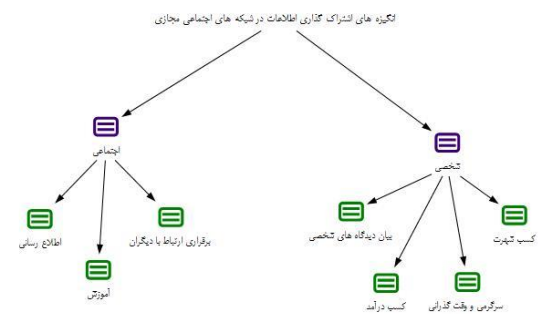 انگیزه های اشتراک گذاری اطلاعات در شبکه های اجتماعی مجازی
اجتماعی
شخصی
اطلاع رسانی
آموزش
برقراری ارتباط با دیگران
بیان دیدگاه های شخصی
کسب درآمد
سرگرمی و وقت گذرانی
کسب شهرت